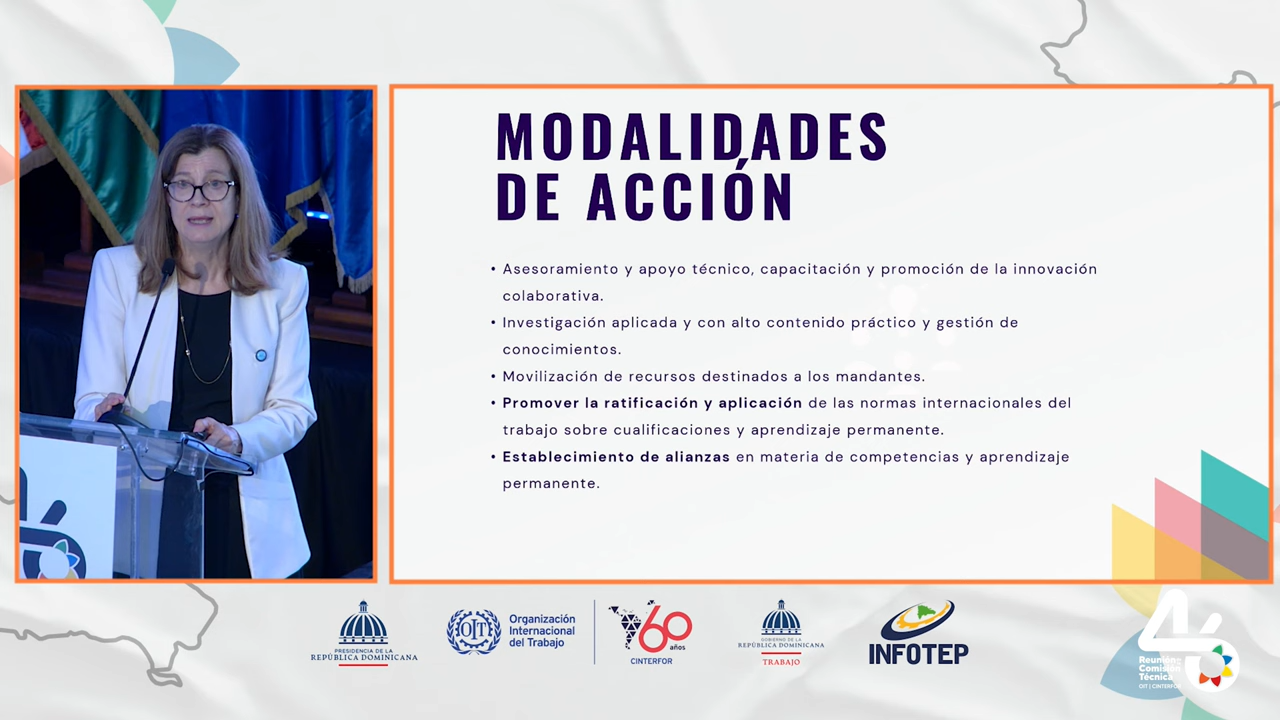 MODALIDADES
DE ACCIÓN
• Asesoramiento y apoyo técnico, capacitación y promoción de la innovación
colaborativa.
• Investigación aplicada y con alto contenido práctico y gestión de
conocimientos.
• Movilización de recursos destinados a los mandantes.
• Promover la ratificación y aplicación de las normas internacionales del
trabajo sobre cualificaciones y aprendizaje permanente.
• Establecimiento de alianzas en materia de competencias y aprendizaje
permanente.
PRESIDENCIA DE LA
REPÚBLICA DOMINICANA
OIT
Organización
Internacional
del Trabajo
60
años
CINTERFOR
GOBIERNO DE LA
REPÚBLICA DOMINICANA
TRABAJO
INFOTEP
46
Reunión
Comisión
Técnica
OIT | CINTERFOR